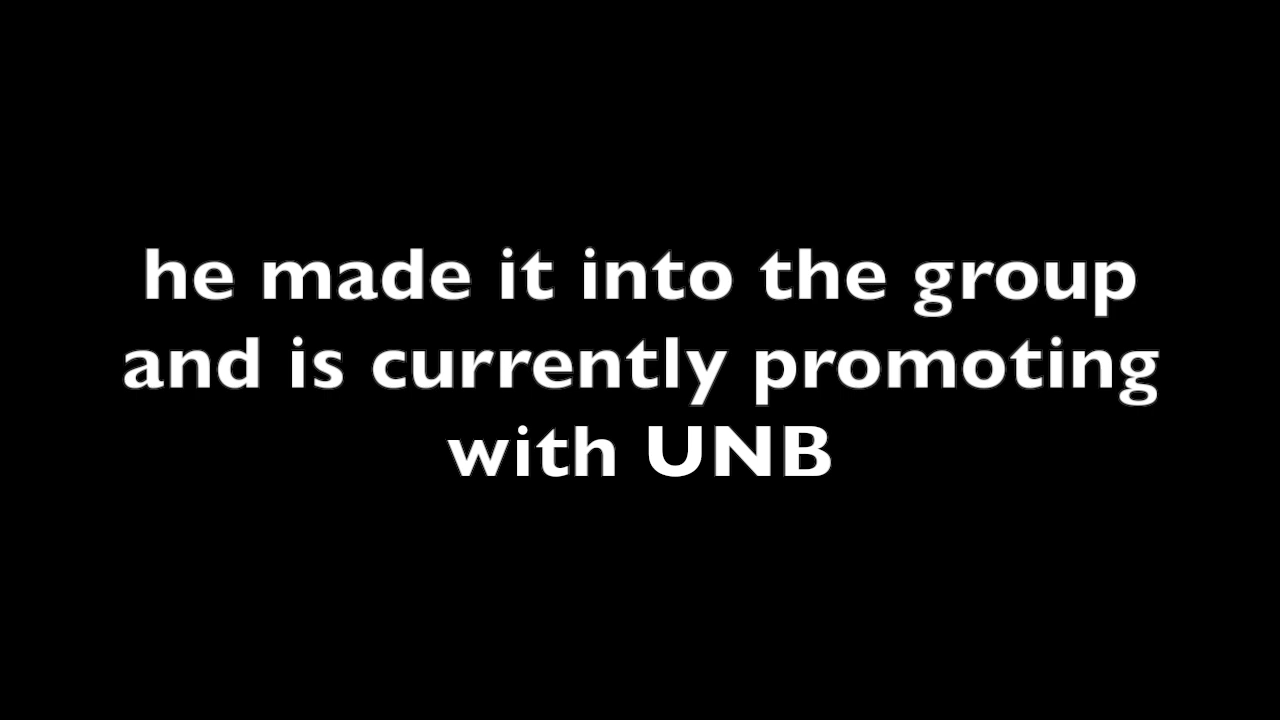 he made it into the group
and is currently promoting
with UNB